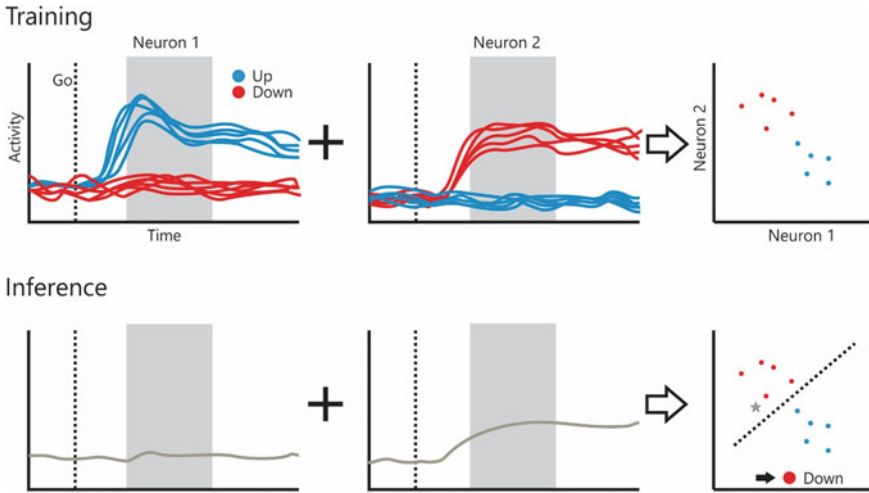 Training
Neuron 1
Neuron 2
Go
Up
Down
Activity
Time
Neuron 2
Neuron 1
Inference
Down